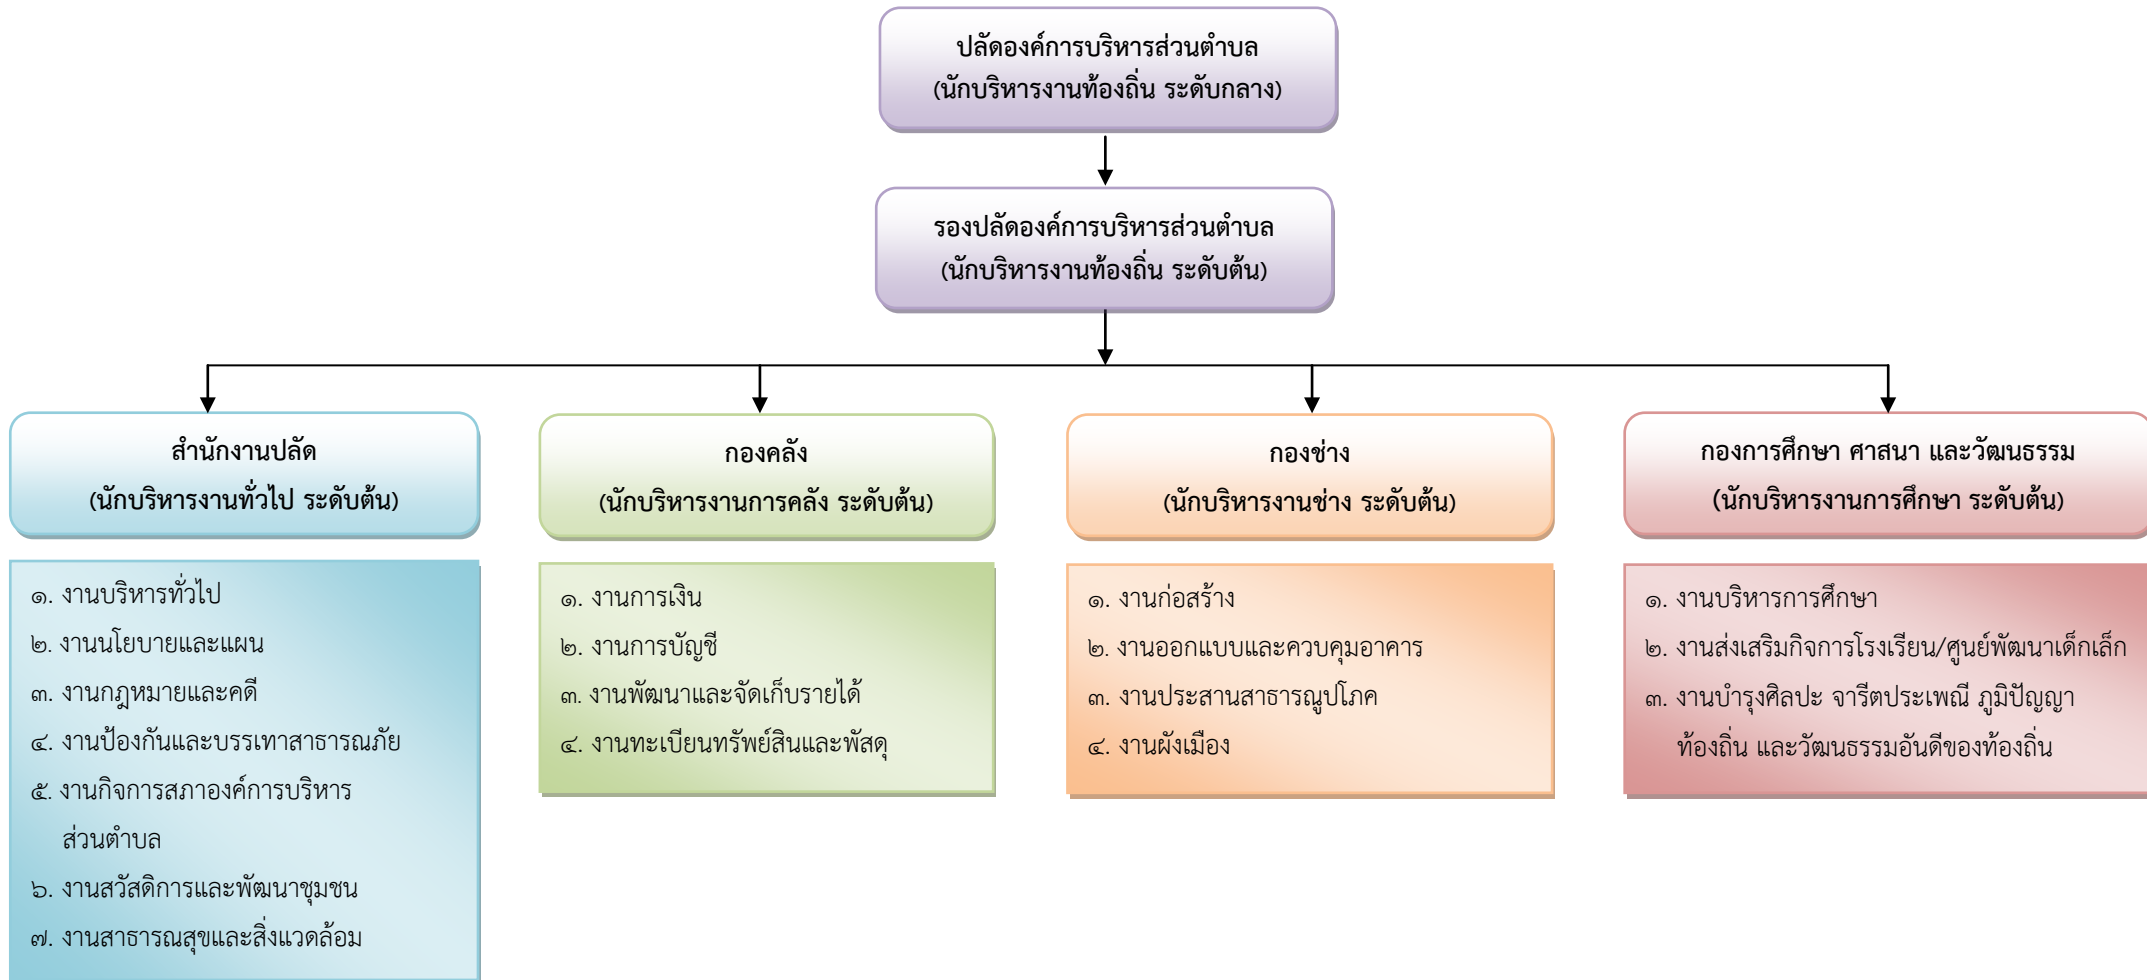 ปลัดองค์การบริหารส่วนตำบล
(นักบริหารงานท้องถิ่น ระดับกลาง)
รองปลัดองค์การบริหารส่วนตำบล
(นักบริหารงานท้องถิ่น ระดับต้น)
สำนักงานปลัด
(นักบริหารงานทั่วไป ระดับต้น)
๑. งานบริหารทั่วไป
๒. งานนโยบายและแผน
๓. งานกฎหมายและคดี
๔. งานป้องกันและบรรเทาสาธารณภัย
๕. งานกิจการสภาองค์การบริหาร
ส่วนตำบล
๖. งานสวัสดิการและพัฒนาชุมชน
๗. งานสาธารณสุขและสิ่งแวดล้อม
กองคลัง
(นักบริหารงานการคลัง ระดับต้น)
๑. งานการเงิน
๒. งานการบัญชี
๓. งานพัฒนาและจัดเก็บรายได้
๔. งานทะเบียนทรัพย์สินและพัสดุ
กองช่าง
(นักบริหารงานช่าง ระดับต้น)
๑. งานก่อสร้าง
๒. งานออกแบบและควบคุมอาคาร
๓. งานประสานสาธารณูปโภค
๔. งานผังเมือง
กองการศึกษา ศาสนา และวัฒนธรรม
(นักบริหารงานการศึกษา ระดับต้น)
๑. งานบริหารการศึกษา
๒. งานส่งเสริมกิจการโรงเรียน/ศูนย์พัฒนาเด็กเล็ก
๓. งานบำรุงศิลปะ จารีตประเพณี ภูมิปัญญา
ท้องถิ่น และวัฒนธรรมอันดีของท้องถิ่น